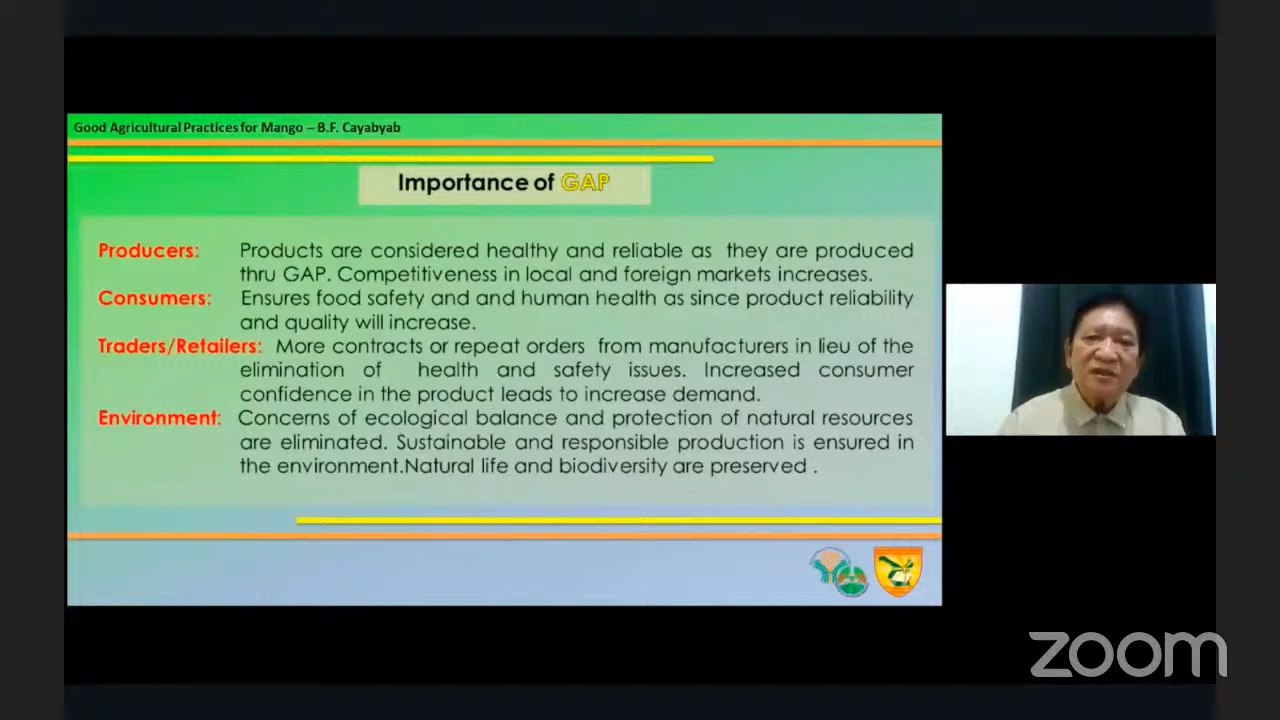 Good Agricultural Practices for Mango – B.F. Cayabyab
Importance of GAP
Producers: Products are considered healthy and reliable as they are produced
thru GAP. Competitiveness in local and foreign markets increases.
Consumers: Ensures food safety and and human health as since product reliability
and quality will increase.
Traders/Retailers: More contracts or repeat orders from manufacturers in lieu of the
elimination of health and safety issues. Increased consumer
confidence in the product leads to increase demand.
Environment: Concerns of ecological balance and protection of natural resources
are eliminated. Sustainable and responsible production is ensured in
the environment.Natural life and biodiversity are preserved .
zoom